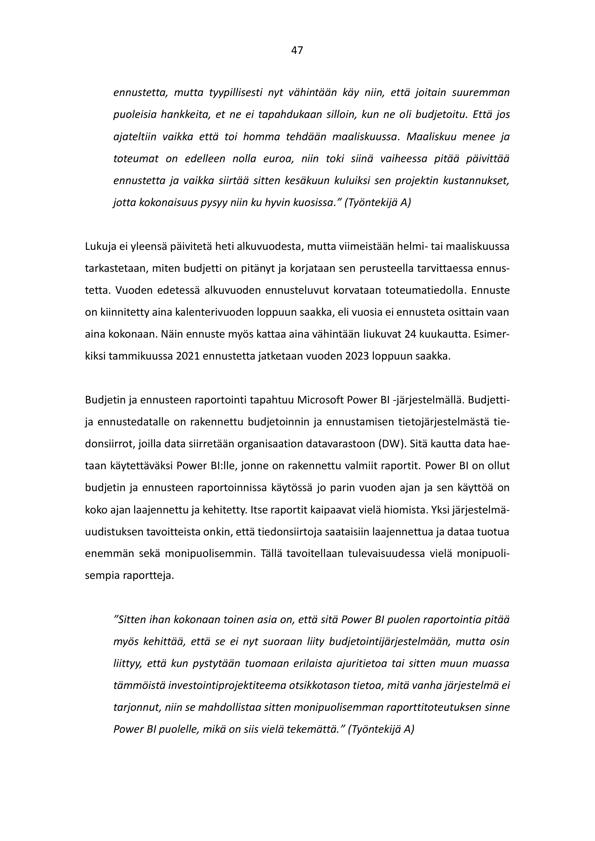 47
ennustetta, mutta tyypillisesti nyt vähintään käy niin, että joitain suuremman
puoleisia hankkeita, et ne ei tapahdukaan silloin, kun ne oli budjetoitu. Että jos
ajateltiin vaikka että toi homma tehdään maaliskuussa. Maaliskuu menee ja
toteumat on edelleen nolla euroa, niin toki siinä vaiheessa pitää päivittää
ennustetta ja vaikka siirtää sitten kesäkuun kuluiksi sen projektin kustannukset,
jotta kokonaisuus pysyy niin ku hyvin kuosissa.” (Työntekijä A)
Lukuja ei yleensä päivitetä heti alkuvuodesta, mutta viimeistään helmi- tai maaliskuussa
tarkastetaan, miten budjetti on pitänyt ja korjataan sen perusteella tarvittaessa ennus-
tetta. Vuoden edetessä alkuvuoden ennusteluvut korvataan toteumatiedolla. Ennuste
on kiinnitetty aina kalenterivuoden loppuun saakka, eli vuosia ei ennusteta osittain vaan
aina kokonaan. Näin ennuste myös kattaa aina vähintään liukuvat 24 kuukautta. Esimer-
kiksi tammikuussa 2021 ennustetta jatketaan vuoden 2023 loppuun saakka.
Budjetin ja ennusteen raportointi tapahtuu Microsoft Power BI -järjestelmällä. Budjetti-
ja ennustedatalle on rakennettu budjetoinnin ja ennustamisen tietojärjestelmästä tie-
donsiirrot, joilla data siirretään organisaation datavarastoon (DW). Sitä kautta data hae-
taan käytettäväksi Power BI:lle, jonne on rakennettu valmiit raportit. Power BI on ollut
budjetin ja ennusteen raportoinnissa käytössä jo parin vuoden ajan ja sen käyttöä on
koko ajan laajennettu ja kehitetty. Itse raportit kaipaavat vielä hiomista. Yksi järjestelmä-
uudistuksen tavoitteista onkin, että tiedonsiirtoja saataisiin laajennettua ja dataa tuotua
enemmän sekä monipuolisemmin. Tällä tavoitellaan tulevaisuudessa vielä monipuoli-
sempia raportteja.
”Sitten ihan kokonaan toinen asia on, että sitä Power BI puolen raportointia pitää
myös kehittää, että se ei nyt suoraan liity budjetointijärjestelmään, mutta osin
liittyy, että kun pystytään tuomaan erilaista ajuritietoa tai sitten muun muassa
tämmöistä investointiprojektiteema otsikkotason tietoa, mitä vanha järjestelmä ei
tarjonnut, niin se mahdollistaa sitten monipuolisemman raporttitoteutuksen sinne
Power BI puolelle, mikä on siis vielä tekemättä.” (Työntekijä A)